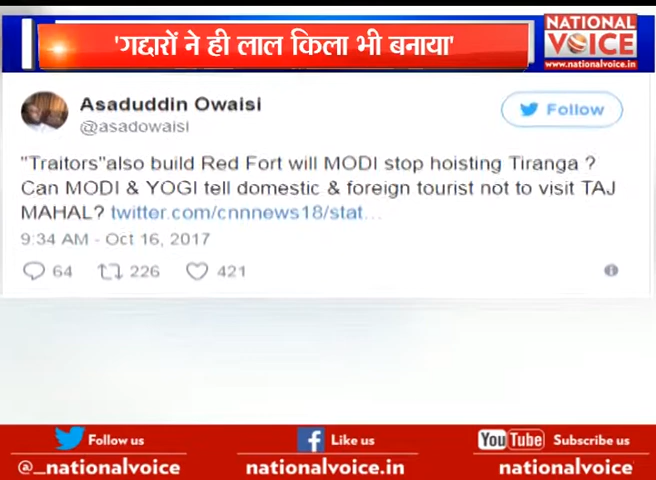 'गद्दारों ने ही लाल किला भी बनाया'
NATIONAL
VOICE
www.nationalvoice.in
Asaduddin Owaisi
@asadowaisi
Follow
"Traitors"also build Red Fort will MODI stop hoisting Tiranga ?
Can MODI & YOGI tell domestic & foreign tourist not to visit TAJ
MAHAL? twitter.com/cnnnews18/stat...
9:34 AM - Oct 16, 2017
64 226 421
Follow us
@_nationalvoice
Like us
nationalvoice.in
YouTube Subscribe us
nationalvoice